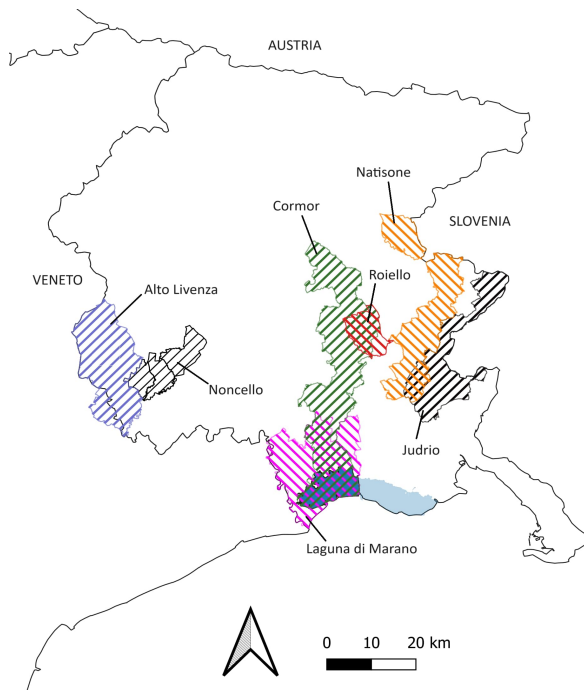 AUSTRIA
Natisone
Cormor
SLOVENIA
Roiello
VENETO
Alto Livenza
Noncello
Judrio
Laguna di Marano
0 10 20 km